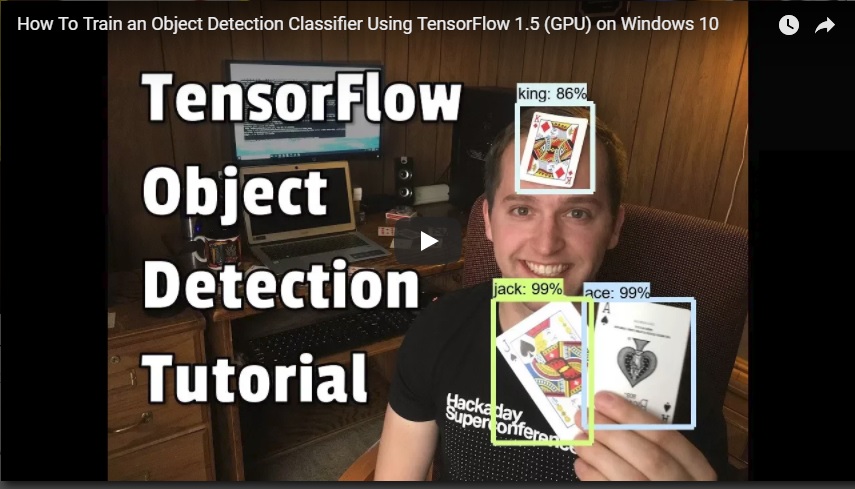 How To Train an Object Detection Classifier Using TensorFlow 1.5 (GPU) on Windows 10
TensorFlow
Object
Detection
Tutorial
king: 86%
K
K
jack: 99%
ace: 99%
J
A
Hackaday
Superconference